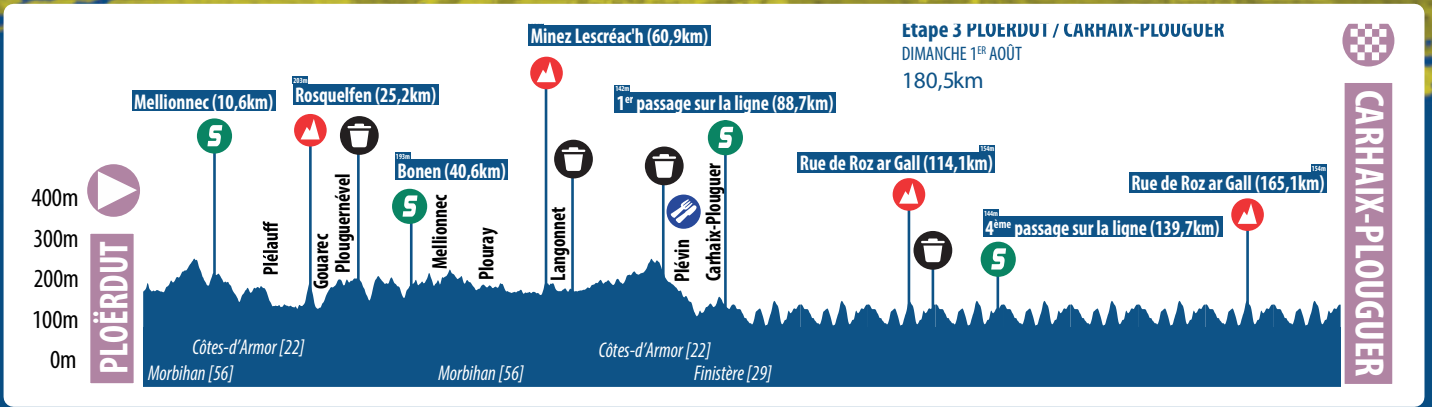 Etape 3 PLOERDUT / CARHAIX-PLOUGUER
DIMANCHE 1ER AOÛT
180,5km
Minez Lescréac'h (60,9km)
203m
Rosquelfen (25,2km)
Mellionnec (10,6km)
142m
1er passage sur la ligne (88,7km)
193m
Bonen (40,6km)
154m
Rue de Roz ar Gall (114,1km)
154m
Rue de Roz ar Gall (165,1km)
144m
4ème passage sur la ligne (139,7km)
S
S
S
S
400m
300m
200m
100m
0m
PLOËRDUT
Plélauff
Gouarec
Plouguernével
Mellionnec
Plouray
Langonnet
Plévin
Carhaix-Plouguer
CARHAIX-PLOUGUER
Côtes-d'Armor [22]
Côtes-d'Armor [22]
Morbihan [56]
Morbihan [56]
Finistère [29]